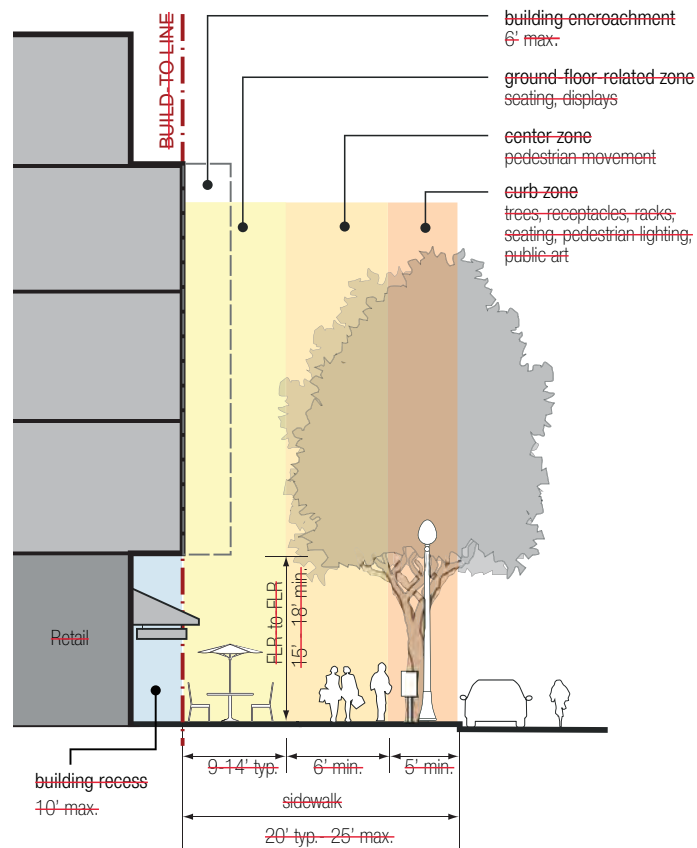 BUILD-TO LINE
building encroachment
6' max.
ground-floor-related zone
seating, displays
center zone
pedestrian movement
curb zone
trees, receptacles, racks,
seating, pedestrian lighting,
public art
Retail
FLR to FLR
15' - 18' min.
building recess
10' max.
9-14' typ.
6' min.
5' min.
sidewalk
20' typ.- 25' max.